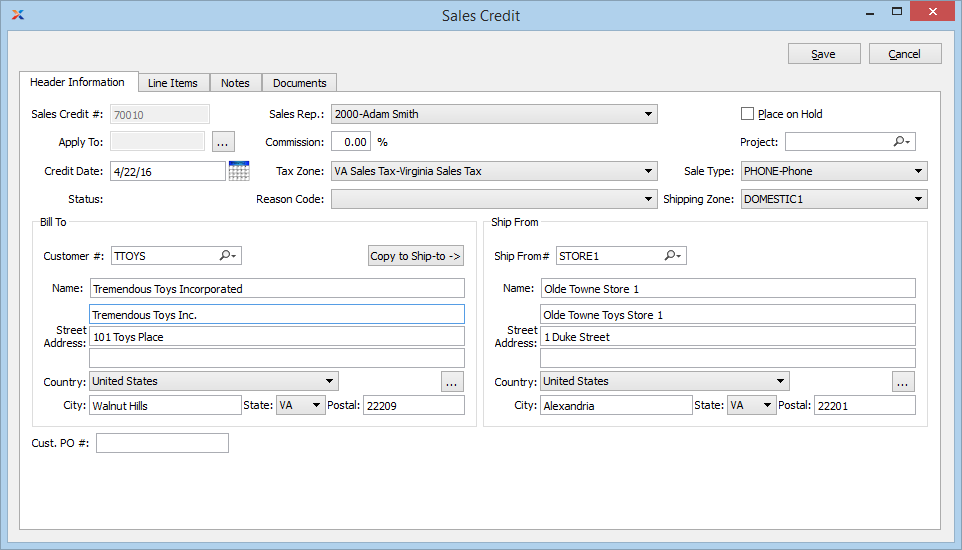 Sales Credit
Save Cancel
Header Information Line Items Notes Documents
Sales Credit #: 70010 Sales Rep.: 2000-Adam Smith Place on Hold
Apply To: ... Commission: 0.00 % Project:
Credit Date: 4/22/16 Tax Zone: VA Sales Tax-Virginia Sales Tax Sale Type: PHONE-Phone
Status: Reason Code: Shipping Zone: DOMESTIC1
Bill To Ship From
Customer #: TTOYS Copy to Ship-to -> Ship From# STORE1
Name: Tremendous Toys Incorporated Name: Olde Towne Store 1
Tremendous Toys Inc. Olde Towne Toys Store 1
Street Address: 101 Toys Place Street Address: 1 Duke Street
Country: United States ... Country: United States ...
City: Walnut Hills State: VA Postal: 22209 City: Alexandria State: VA Postal: 22201
Cust. PO #: